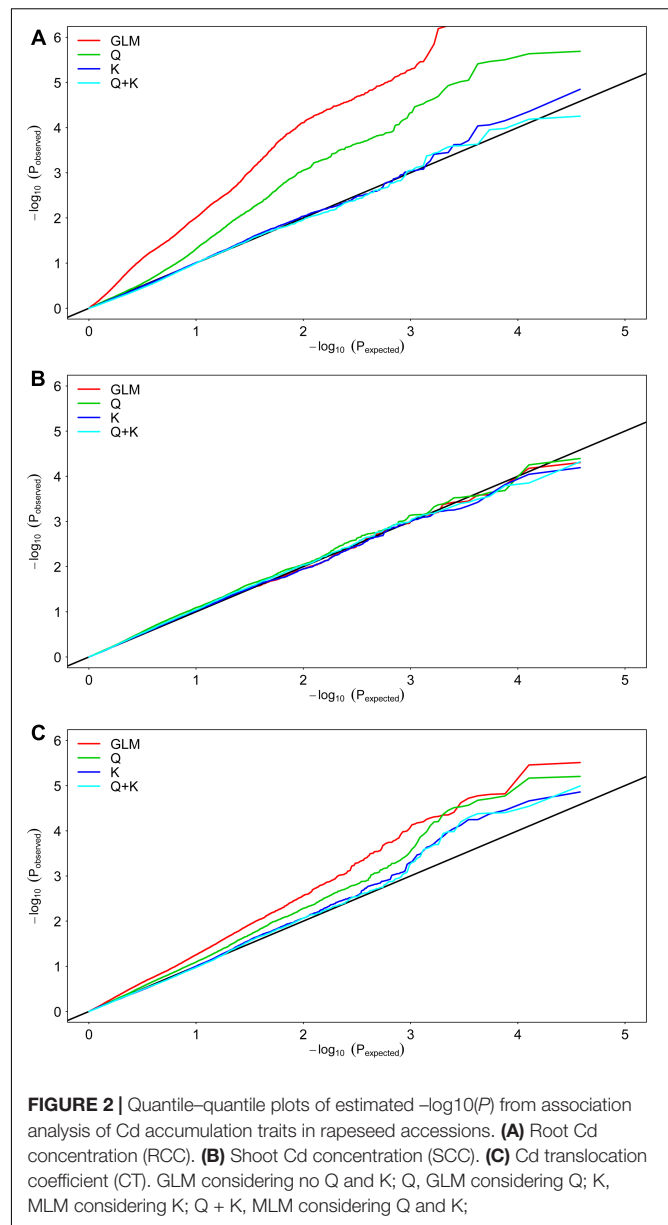 A
GLM
Q
K
Q+K
6
5
4
3
2
1
0
−log10 (Pobserved)
0 1 2 3 4 5
−log10 (Pexpected)
B
GLM
Q
K
Q+K
6
5
4
3
2
1
0
−log10 (Pobserved)
0 1 2 3 4 5
−log10 (Pexpected)
C
GLM
Q
K
Q+K
6
5
4
3
2
1
0
−log10 (Pobserved)
0 1 2 3 4 5
−log10 (Pexpected)
FIGURE 2 | Quantile–quantile plots of estimated –log10(P) from association
analysis of Cd accumulation traits in rapeseed accessions. (A) Root Cd
concentration (RCC). (B) Shoot Cd concentration (SCC). (C) Cd translocation
coefficient (CT). GLM considering no Q and K; Q, GLM considering Q; K,
MLM considering K; Q + K, MLM considering Q and K;